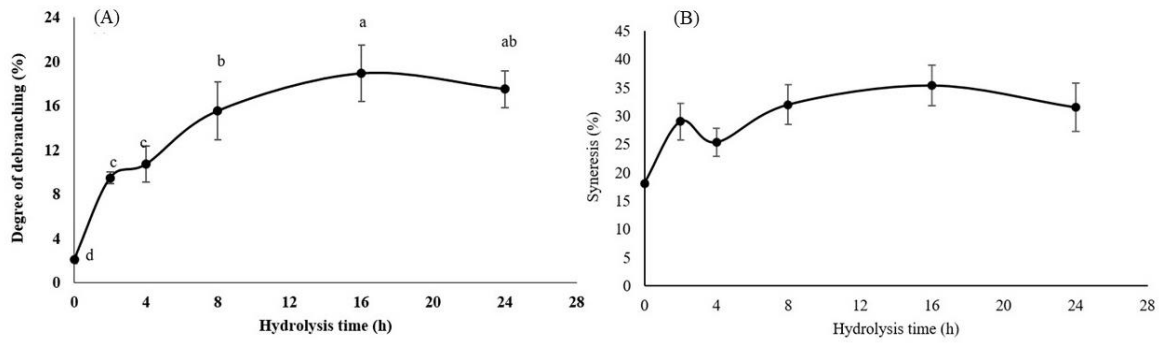 (A)
Degree of debranching (%)
24
20
16
12
8
4
0
d
c
c
b
a
ab
0 4 8 12 16 20 24 28
Hydrolysis time (h)
(B)
Syneresis (%)
45
40
35
30
25
20
15
10
5
0
0 4 8 12 16 20 24 28
Hydrolysis time (h)